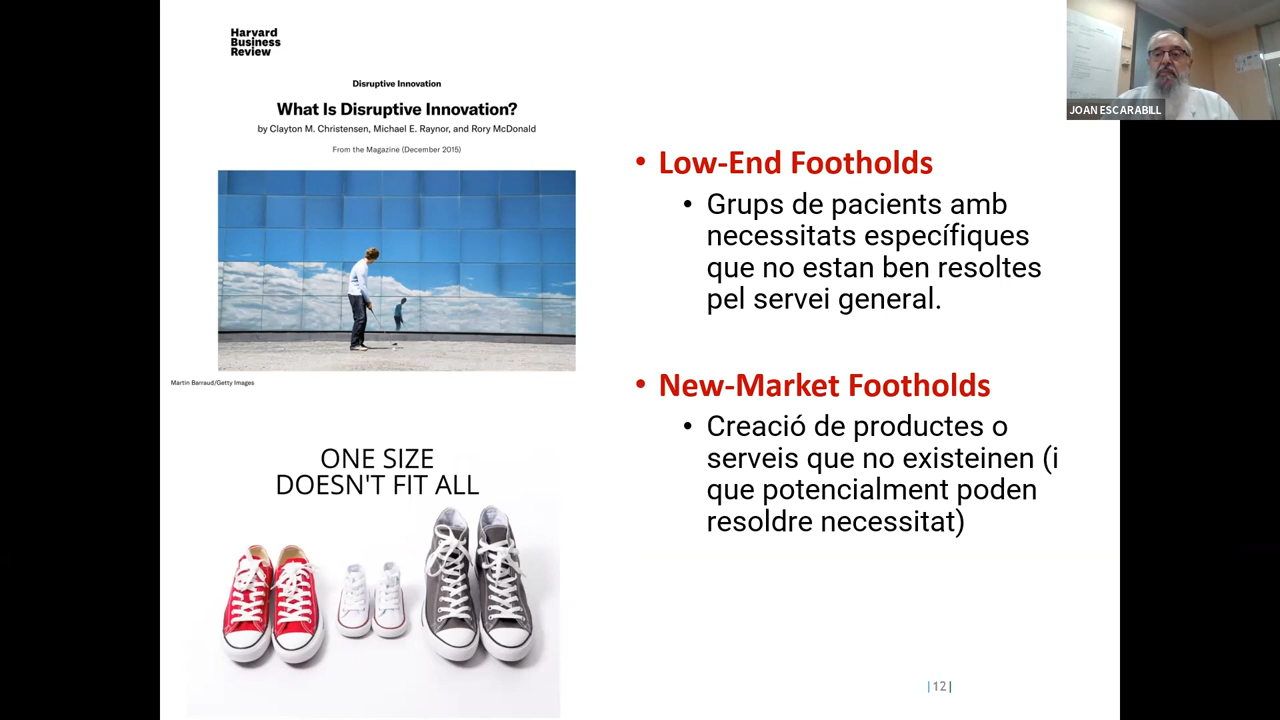 Harvard
Business
Review
Disruptive Innovation
What Is Disruptive Innovation?
by Clayton M. Christensen, Michael E. Raynor, and Rory McDonald
From the Magazine (December 2015)
Martin Barraud/Getty Images
ONE SIZE
DOESN'T FIT ALL
• Low-End Footholds
• Grups de pacients amb
necessitats específiques
que no estan ben resoltes
pel servei general.
• New-Market Footholds
• Creació de productes o
serveis que no existeinen (i
que potencialment poden
resoldre necessitat)
|12|
JOAN ESCARABILL